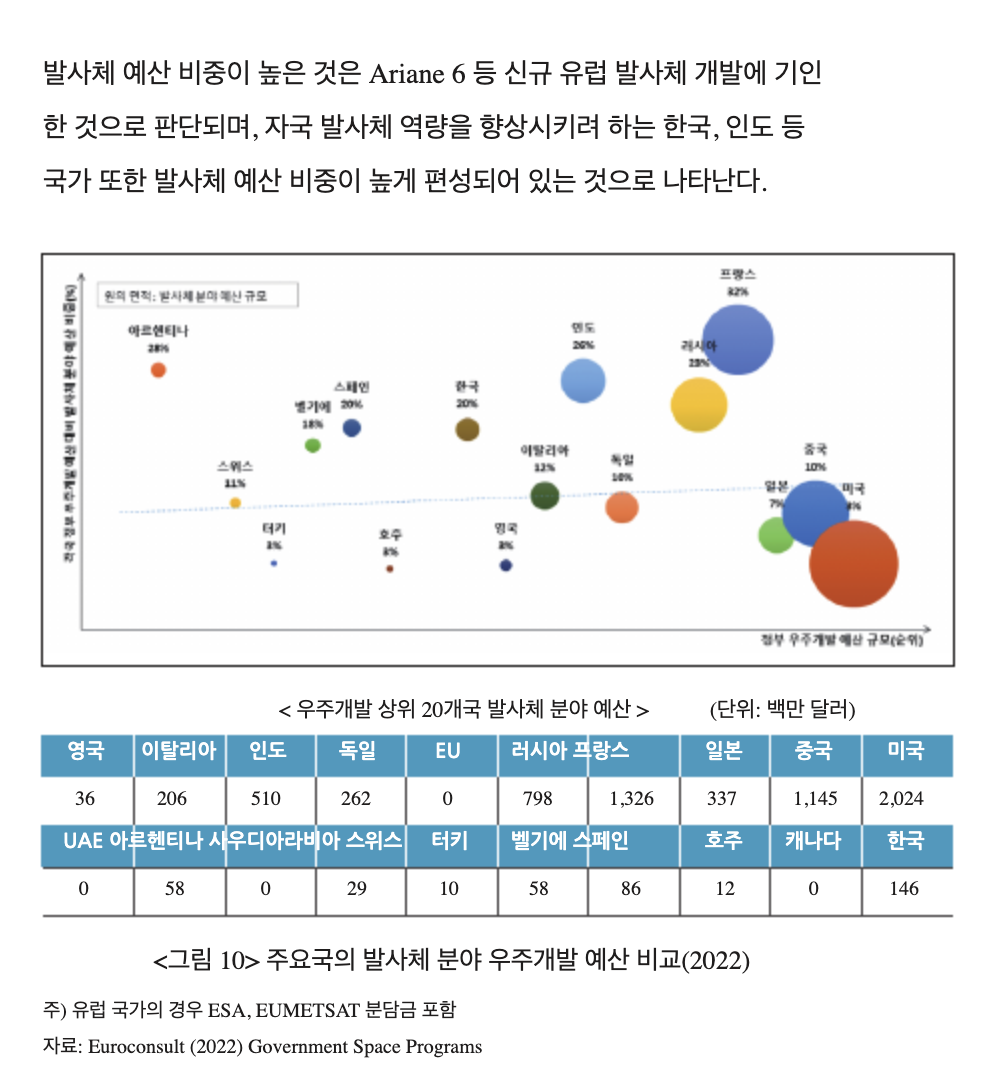 발사체 예산 비중이 높은 것은 Ariane 6 등 신규 유럽 발사체 개발에 기인
한 것으로 판단되며, 자국 발사체 역량을 향상시키려 하는 한국, 인도 등
국가 또한 발사체 예산 비중이 높게 편성되어 있는 것으로 나타난다.
원의 면적: 발사체 분야 예산 규모
프랑스
32%
아르헨티나
28%
인도
26%
러시아
스페인
20%
한국
20%
벨기에
18%
이탈리아
12%
독일
10%
중국
10%
스위스
11%
일본
7%
미국
터키
3%
호주
3%
영국
3%
정부 우주개발 예산 규모(순위)
< 우주개발 상위 20개국 발사체 분야 예산 > (단위: 백만 달러)
영국 이탈리아 인도 독일 EU 러시아 프랑스 일본 중국 미국
36 206 510 262 0 798 1,326 337 1,145 2,024
UAE 아르헨티나 사우디아라비아 스위스 터키 벨기에 스페인 호주 캐나다 한국
0 58 0 29 10 58 86 12 0 146
<그림 10> 주요국의 발사체 분야 우주개발 예산 비교(2022)
주) 유럽 국가의 경우 ESA, EUMETSAT 분담금 포함
자료: Euroconsult (2022) Government Space Programs